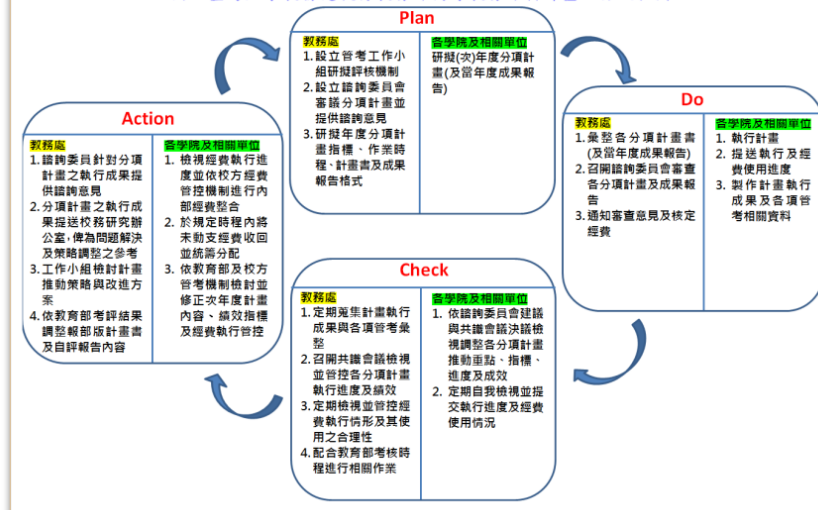 Plan
教務處
1.設立管考工作小
組研擬評核機制
2.設立諮詢委員會
審議分項計畫並
提供諮詢意見
3.研擬年度分項計
畫指標、作業時
程、計畫書及成果
報告格式
各學院及相關單位
研擬(次)年度分項計
畫(及當年度成果報
告)
Do
教務處
1.彙整各分項計畫書
(及當年度成果報告)
2.召開諮詢委員會審查
各分項計畫及成果報
告
3.通知審查意見及核定
經費
各學院及相關單位
1. 執行計畫
2. 提送執行及經
費使用進度
3. 製作計畫執行
成果及各項管
考相關資料
Check
教務處
1.定期蒐集計畫執行
成果與各項管考彙
整
2.召開共識會議檢視
並管控各分項計畫
執行進度及績效
3.定期檢視並管控經
費執行情形及其使
用之合理性
4.配合教育部考核時
程進行相關作業
各學院及相關單位
1. 依諮詢委員會建議
與共識會議決議檢
視調整各分項計畫
推動重點、指標、
進度及成效
2. 定期自我檢視並提
交執行進度及經費
使用情況
Action
教務處
1.諮詢委員針對分項
計畫之執行成果提
供諮詢意見
2.分項計畫之執行成
果提送校務研究辦
公室,俾為問題解決
及策略調整之參考
3.工作小組檢討計畫
推動策略與改進方
案
4.依教育部考評結果
調整報部版計畫書
及自評報告內容
各學院及相關單位
1. 檢視經費執行進
度並依校方經費
管控機制進行內
部經費整合
2. 於規定時程內將
未動支經費收回
並統籌分配
3. 依教育部及校方
管考機制檢討並
修正次年度計畫
內容、績效指標
及經費執行管控